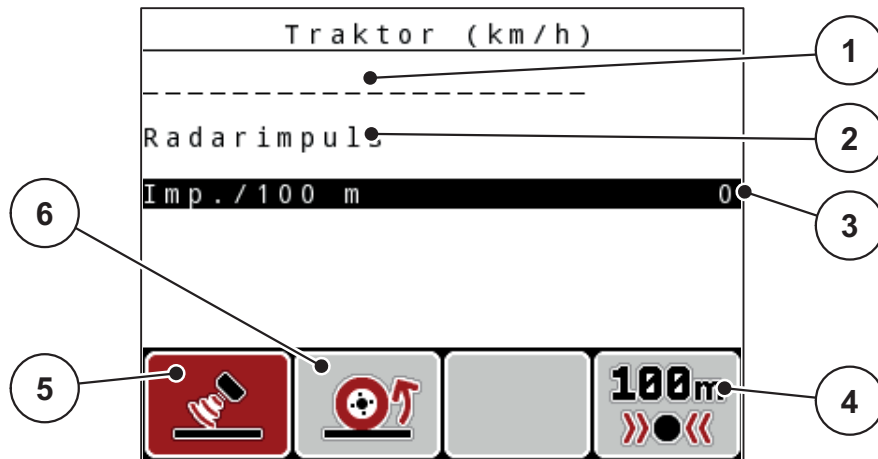 Traktor (km/h)
1
--------------------
Radarimpuls
2
Imp./100 m 0
3
6
5
100m
4